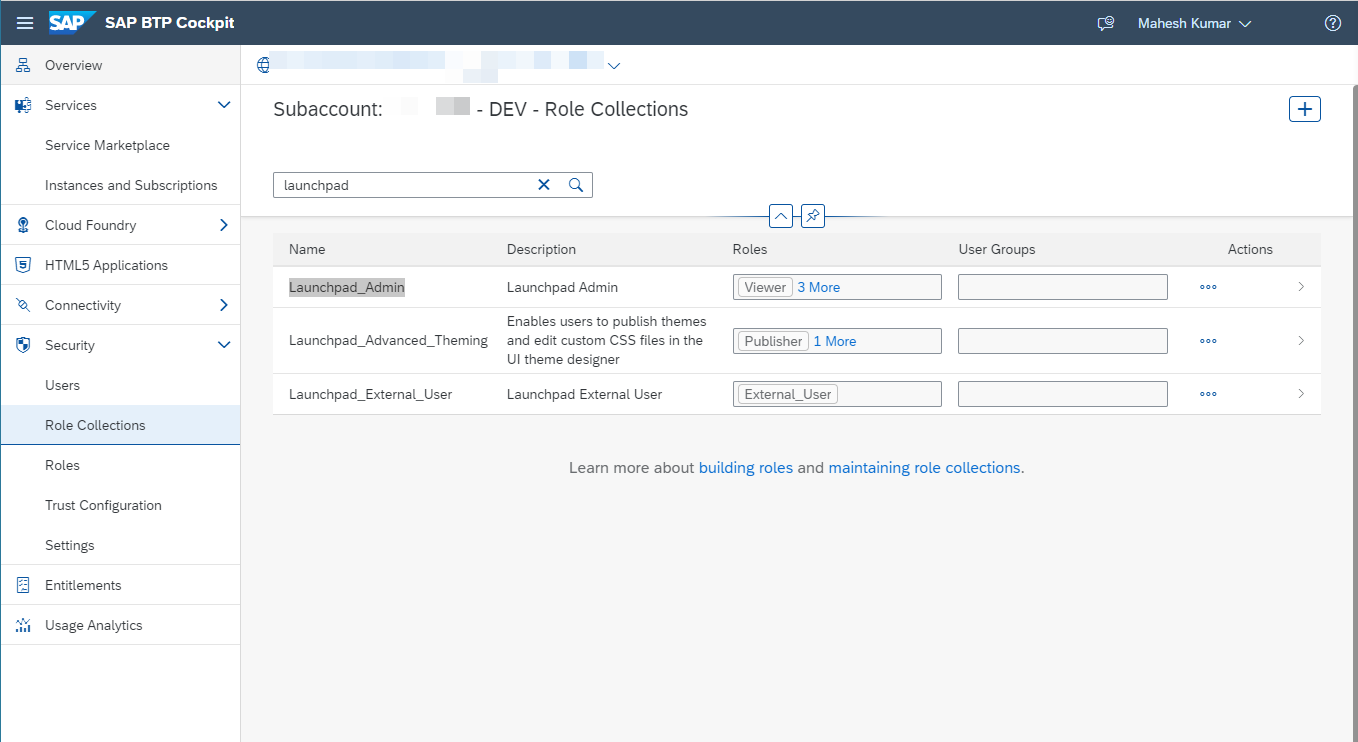 SAP SAP BTP Cockpit
Mahesh Kumar
Overview
Services
Service Marketplace
Instances and Subscriptions
Cloud Foundry
HTML5 Applications
Connectivity
Security
Users
Role Collections
Roles
Trust Configuration
Settings
Entitlements
Usage Analytics
Subaccount: - DEV - Role Collections
launchpad
Name Description Roles User Groups Actions
Launchpad_Admin Launchpad Admin Viewer 3 More
Enables users to publish themes
Launchpad_Advanced_Theming and edit custom CSS files in the Publisher 1 More
UI theme designer
Launchpad_External_User Launchpad External User External_User
Learn more about building roles and maintaining role collections.